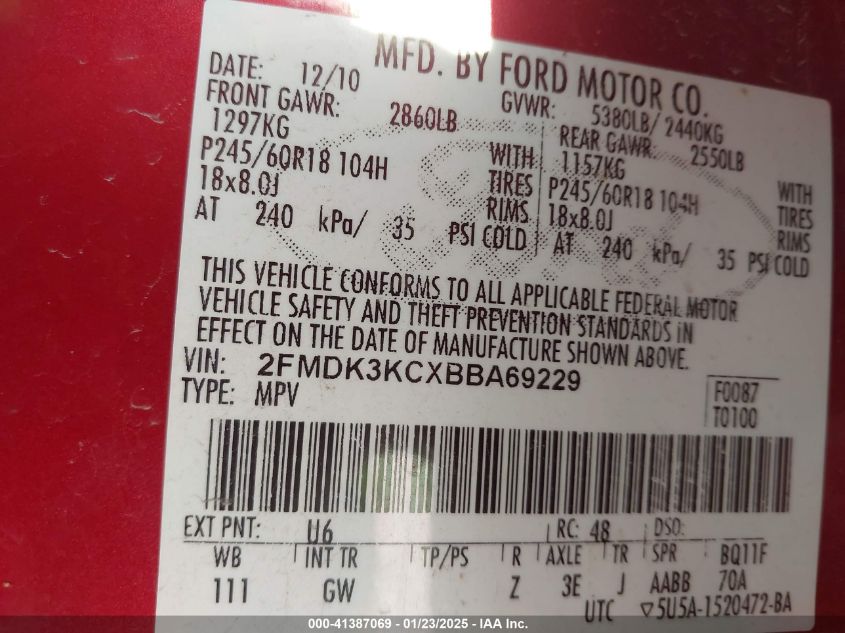 MFD. BY FORD MOTOR CO.
DATE: 12/10 GVWR: 5380LB/ 2440KG
FRONT GAWR: 2860LB REAR GAWR: 2550LB
1297KG WITH 1157KG WITH
P245/60R18 104H TIRES P245/60R18 104H TIRES
18x8.0J RIMS 18x8.0J RIMS
AT 240 kPa/ 35 PSI COLD AT 240 kPa/ 35 PSI COLD
THIS VEHICLE CONFORMS TO ALL APPLICABLE FEDERAL MOTOR
VEHICLE SAFETY AND THEFT PREVENTION STANDARDS IN
EFFECT ON THE DATE OF MANUFACTURE SHOWN ABOVE.
VIN: 2FMDK3KCXBBA69229
TYPE: MPV F0087
T0100
EXT PNT: U6 RC: 48 DSO:
WB INT TR TP/PS R AXLE TR SPR BQ11F
111 GW Z 3E J AABB 70A
UTC ▽5U5A-1520472-BA
000-41387069 - 01/23/2025 - IAA Inc.